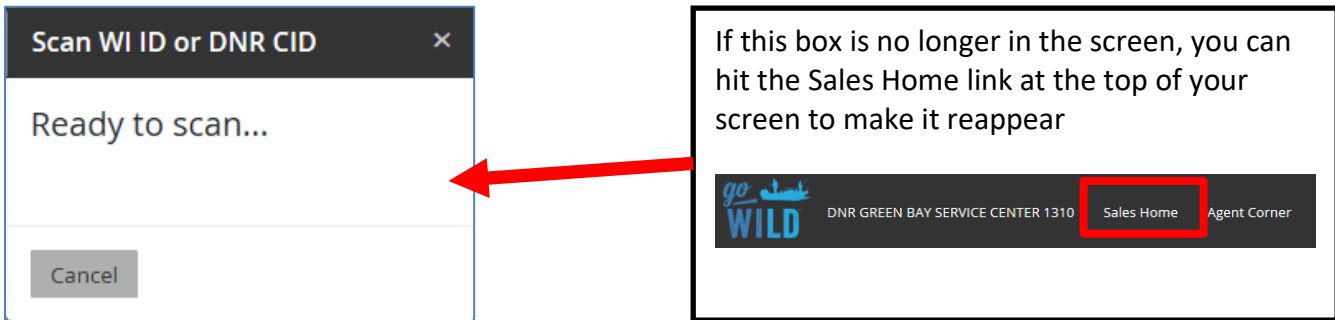 Scan WI ID or DNR CID ×
Ready to scan...
Cancel
If this box is no longer in the screen, you can
hit the Sales Home link at the top of your
screen to make it reappear
go
WILD
DNR GREEN BAY SERVICE CENTER 1310 Sales Home Agent Corner